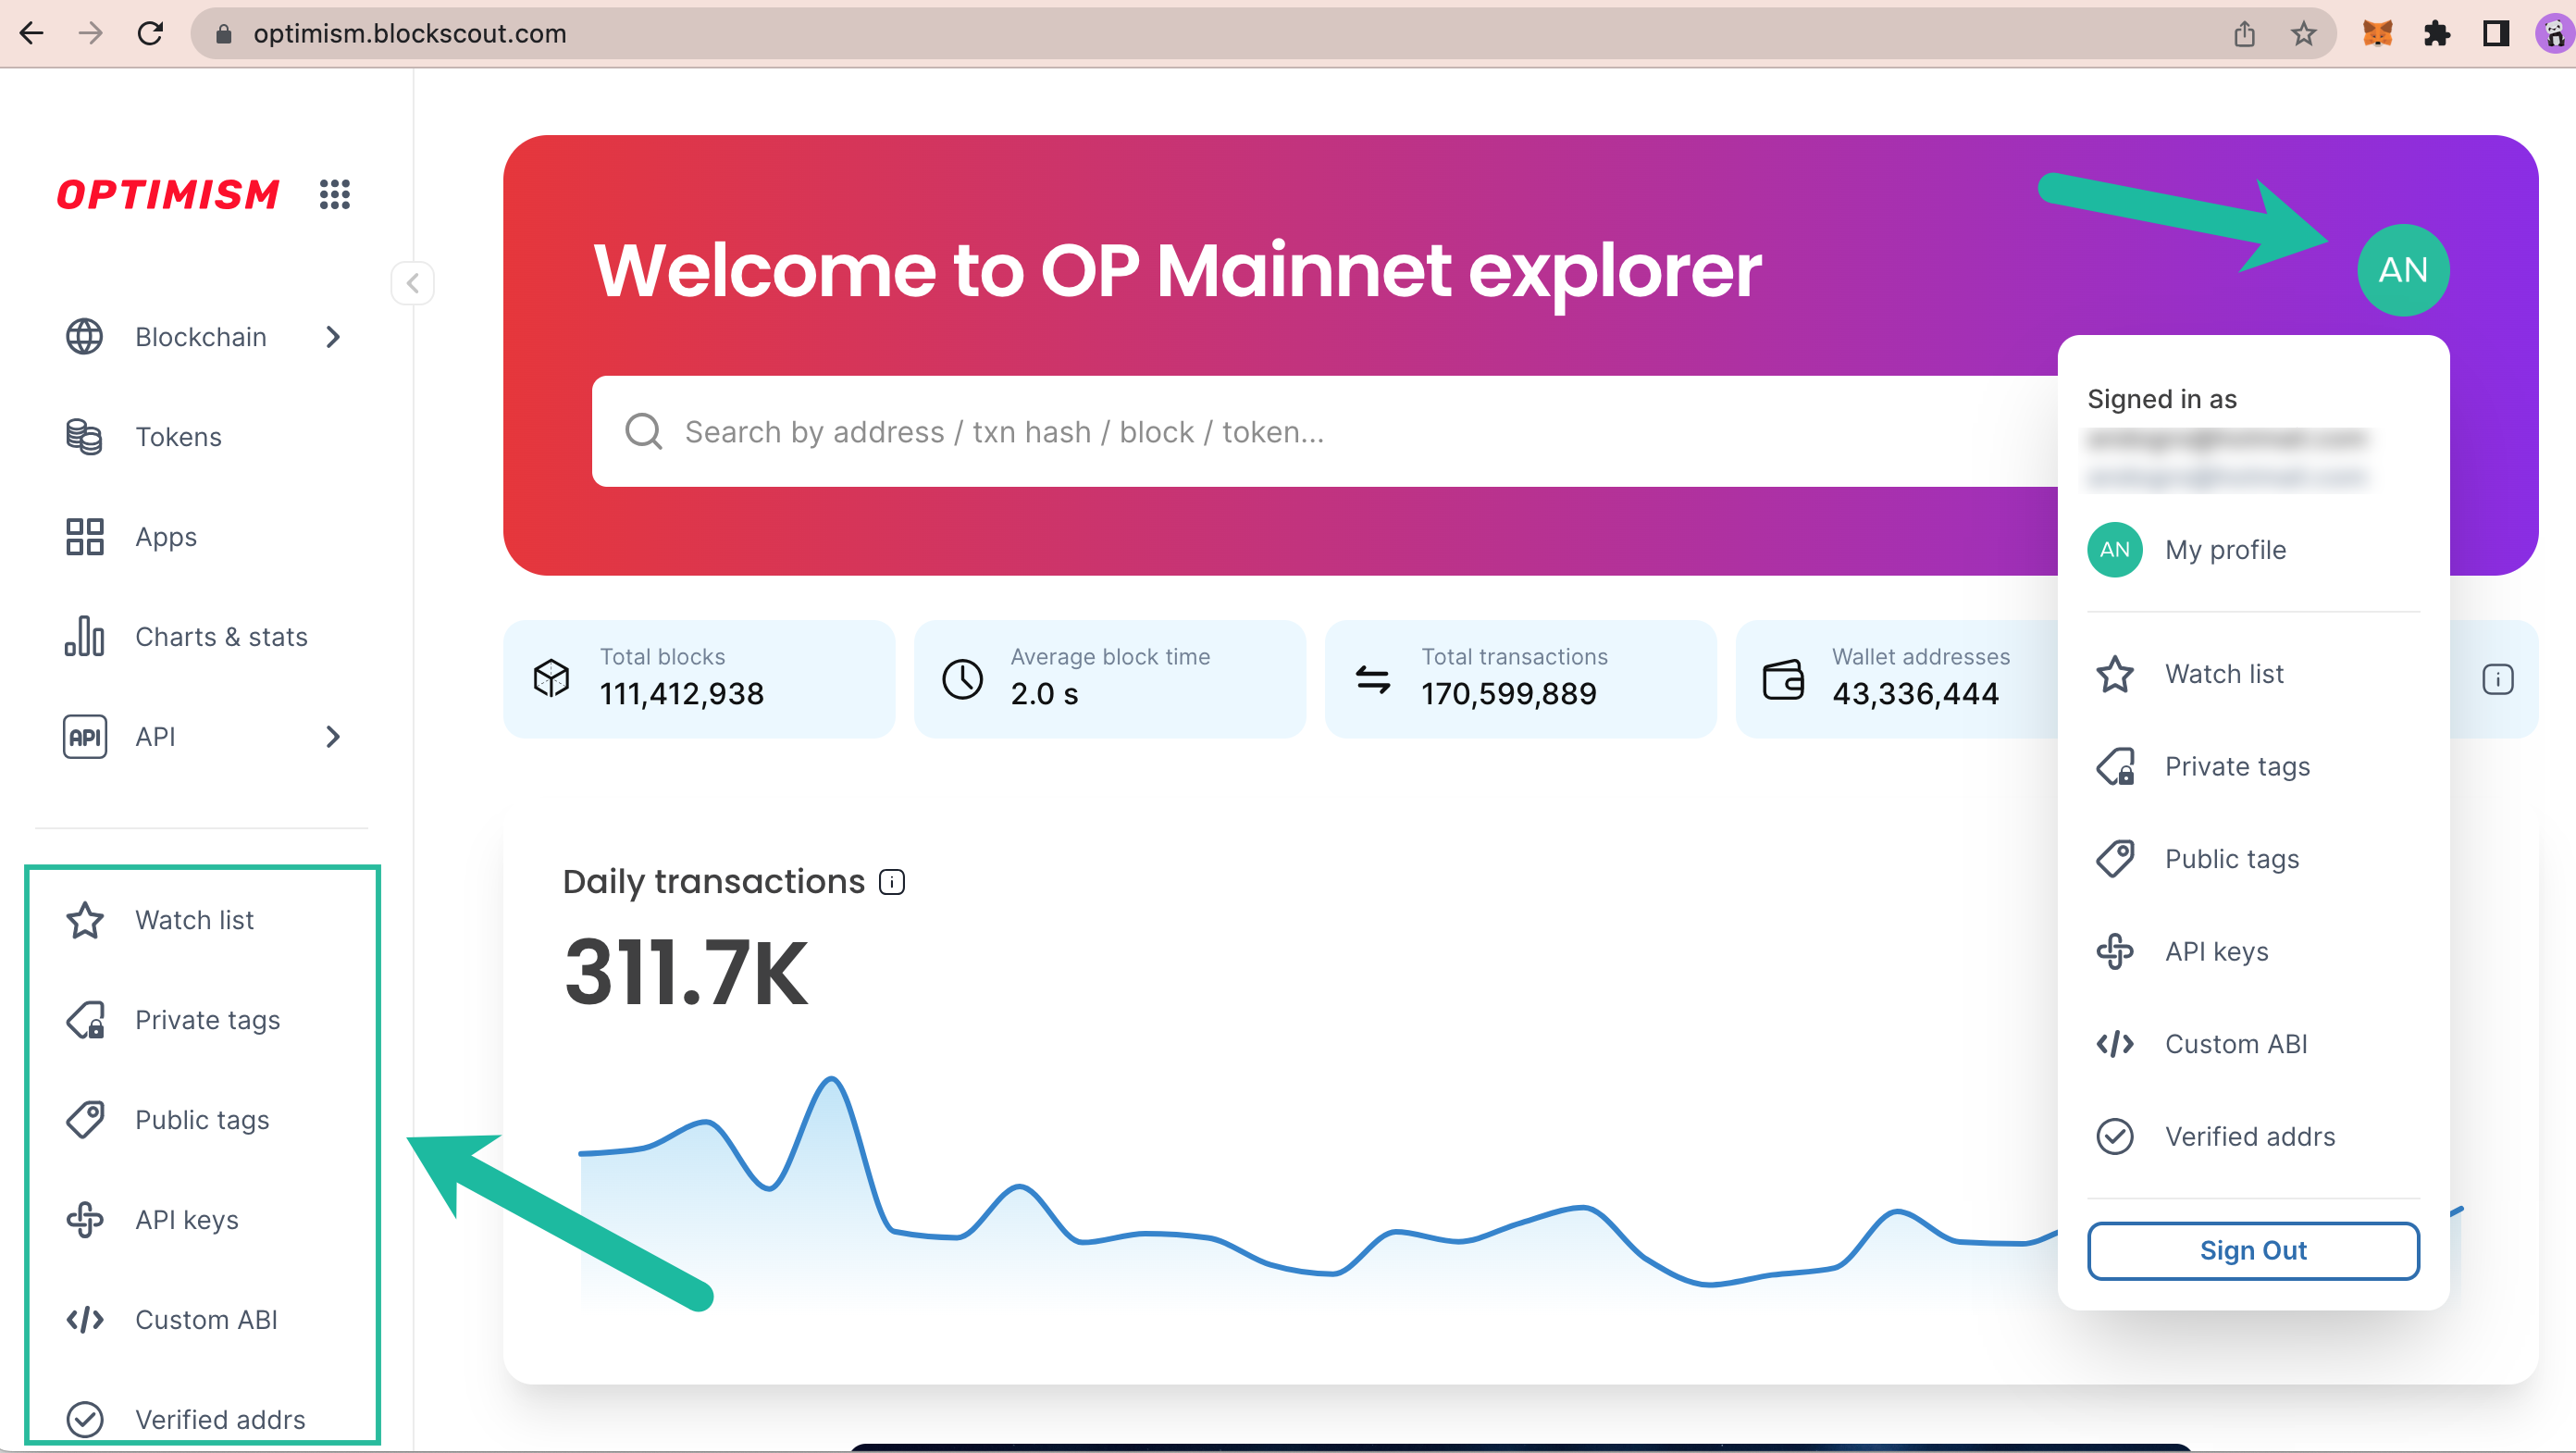 optimism.blockscout.com
OPTIMISM
Blockchain
Tokens
Apps
Charts & stats
API API
Watch list
Private tags
Public tags
API keys
Custom ABI
Verified addrs
Welcome to OP Mainnet explorer
AN
Search by address / txn hash / block / token...
Total blocks
111,412,938
Average block time
2.0 s
Total transactions
170,599,889
Wallet addresses
43,336,444
Daily transactions
311.7K
Signed in as
AN My profile
Watch list
Private tags
Public tags
API keys
Custom ABI
Verified addrs
Sign Out